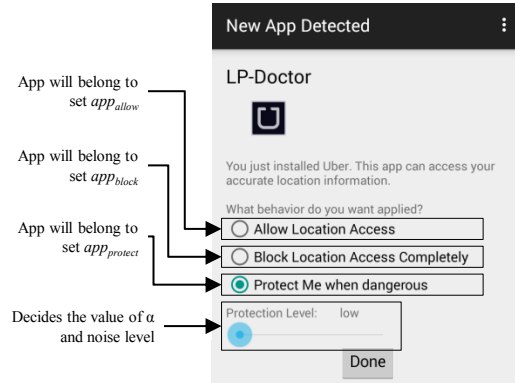 New App Detected
LP-Doctor
You just installed Uber. This app can access your
accurate location information.
What behavior do you want applied?
Allow Location Access
Block Location Access Completely
Protect Me when dangerous
Protection Level: low
Done
App will belong to
set app_allow
App will belong to
set app_block
App will belong to
set app_protect
Decides the value of α
and noise level